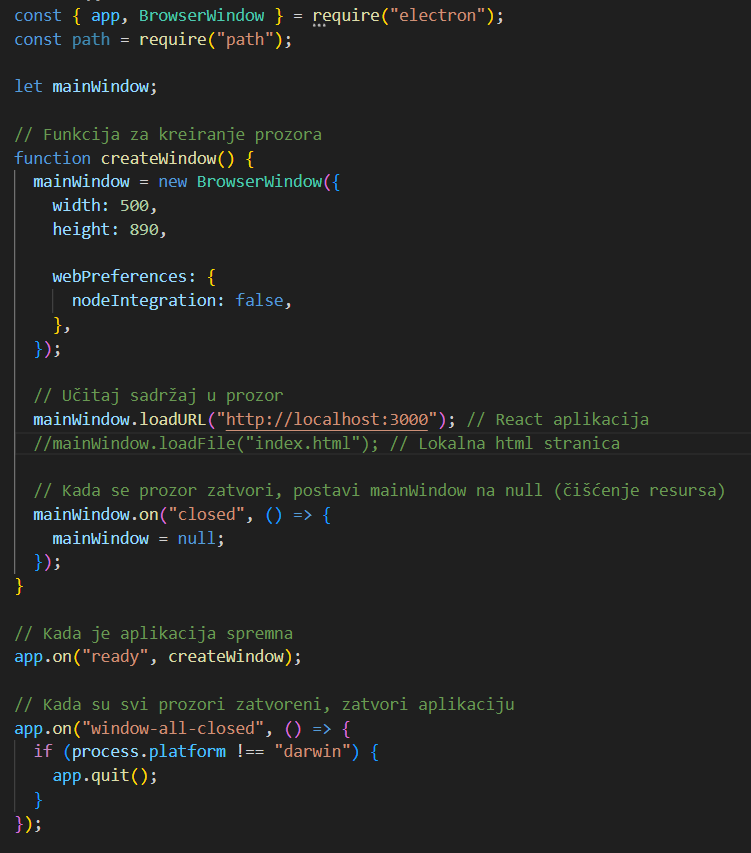 const { app, BrowserWindow } = require("electron");
const path = require("path");
let mainWindow;
// Funkcija za kreiranje prozora
function createWindow() {
mainWindow = new BrowserWindow({
width: 500,
height: 890,
webPreferences: {
nodeIntegration: false,
},
});
// Učitaj sadržaj u prozor
mainWindow.loadURL("http://localhost:3000"); // React aplikacija
//mainWindow.loadFile("index.html"); // Lokalna html stranica
// Kada se prozor zatvori, postavi mainWindow na null (čišćenje resursa)
mainWindow.on("closed", () => {
mainWindow = null;
});
}
// Kada je aplikacija spremna
app.on("ready", createWindow);
// Kada su svi prozori zatvoreni, zatvori aplikaciju
app.on("window-all-closed", () => {
if (process.platform !== "darwin") {
app.quit();
}
});